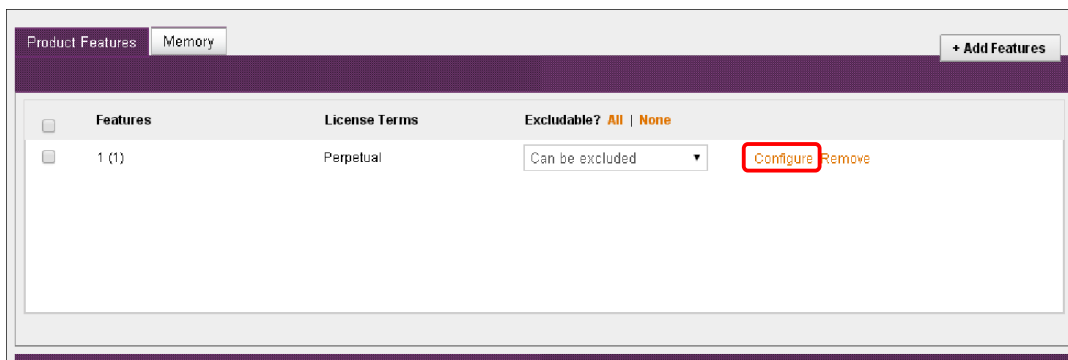 Product Features Memory + Add Features
Features License Terms Excludable? All | None
1 (1) Perpetual Can be excluded Configure Remove